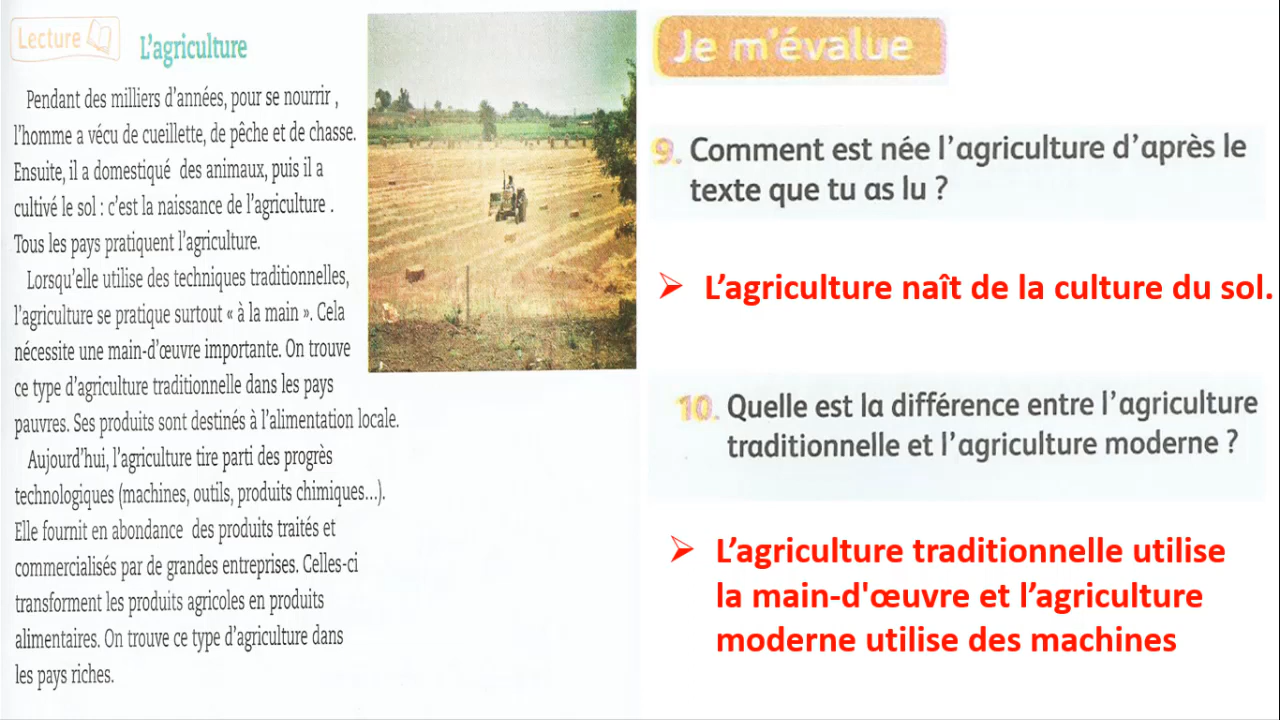 Lecture
L'agriculture
Pendant des milliers d'années, pour se nourrir ,
l'homme a vécu de cueillette, de pêche et de chasse.
Ensuite, il a domestiqué des animaux, puis il a
cultivé le sol : c'est la naissance de l'agriculture .
Tous les pays pratiquent l'agriculture.
Lorsqu'elle utilise des techniques traditionnelles,
l'agriculture se pratique surtout « à la main ». Cela
nécessite une main-d'œuvre importante. On trouve
ce type d'agriculture traditionnelle dans les pays
pauvres. Ses produits sont destinés à l'alimentation locale.
Aujourd'hui, l'agriculture tire parti des progrès
technologiques (machines, outils, produits chimiques...).
Elle fournit en abondance des produits traités et
commercialisés par de grandes entreprises. Celles-ci
transforment les produits agricoles en produits
alimentaires. On trouve ce type d'agriculture dans
les pays riches.
Je m'évalue
9. Comment est née l'agriculture d'après le
texte que tu as lu ?
➢ L'agriculture naît de la culture du sol.
10. Quelle est la différence entre l'agriculture
traditionnelle et l'agriculture moderne ?
➢ L'agriculture traditionnelle utilise
la main-d'œuvre et l'agriculture
moderne utilise des machines